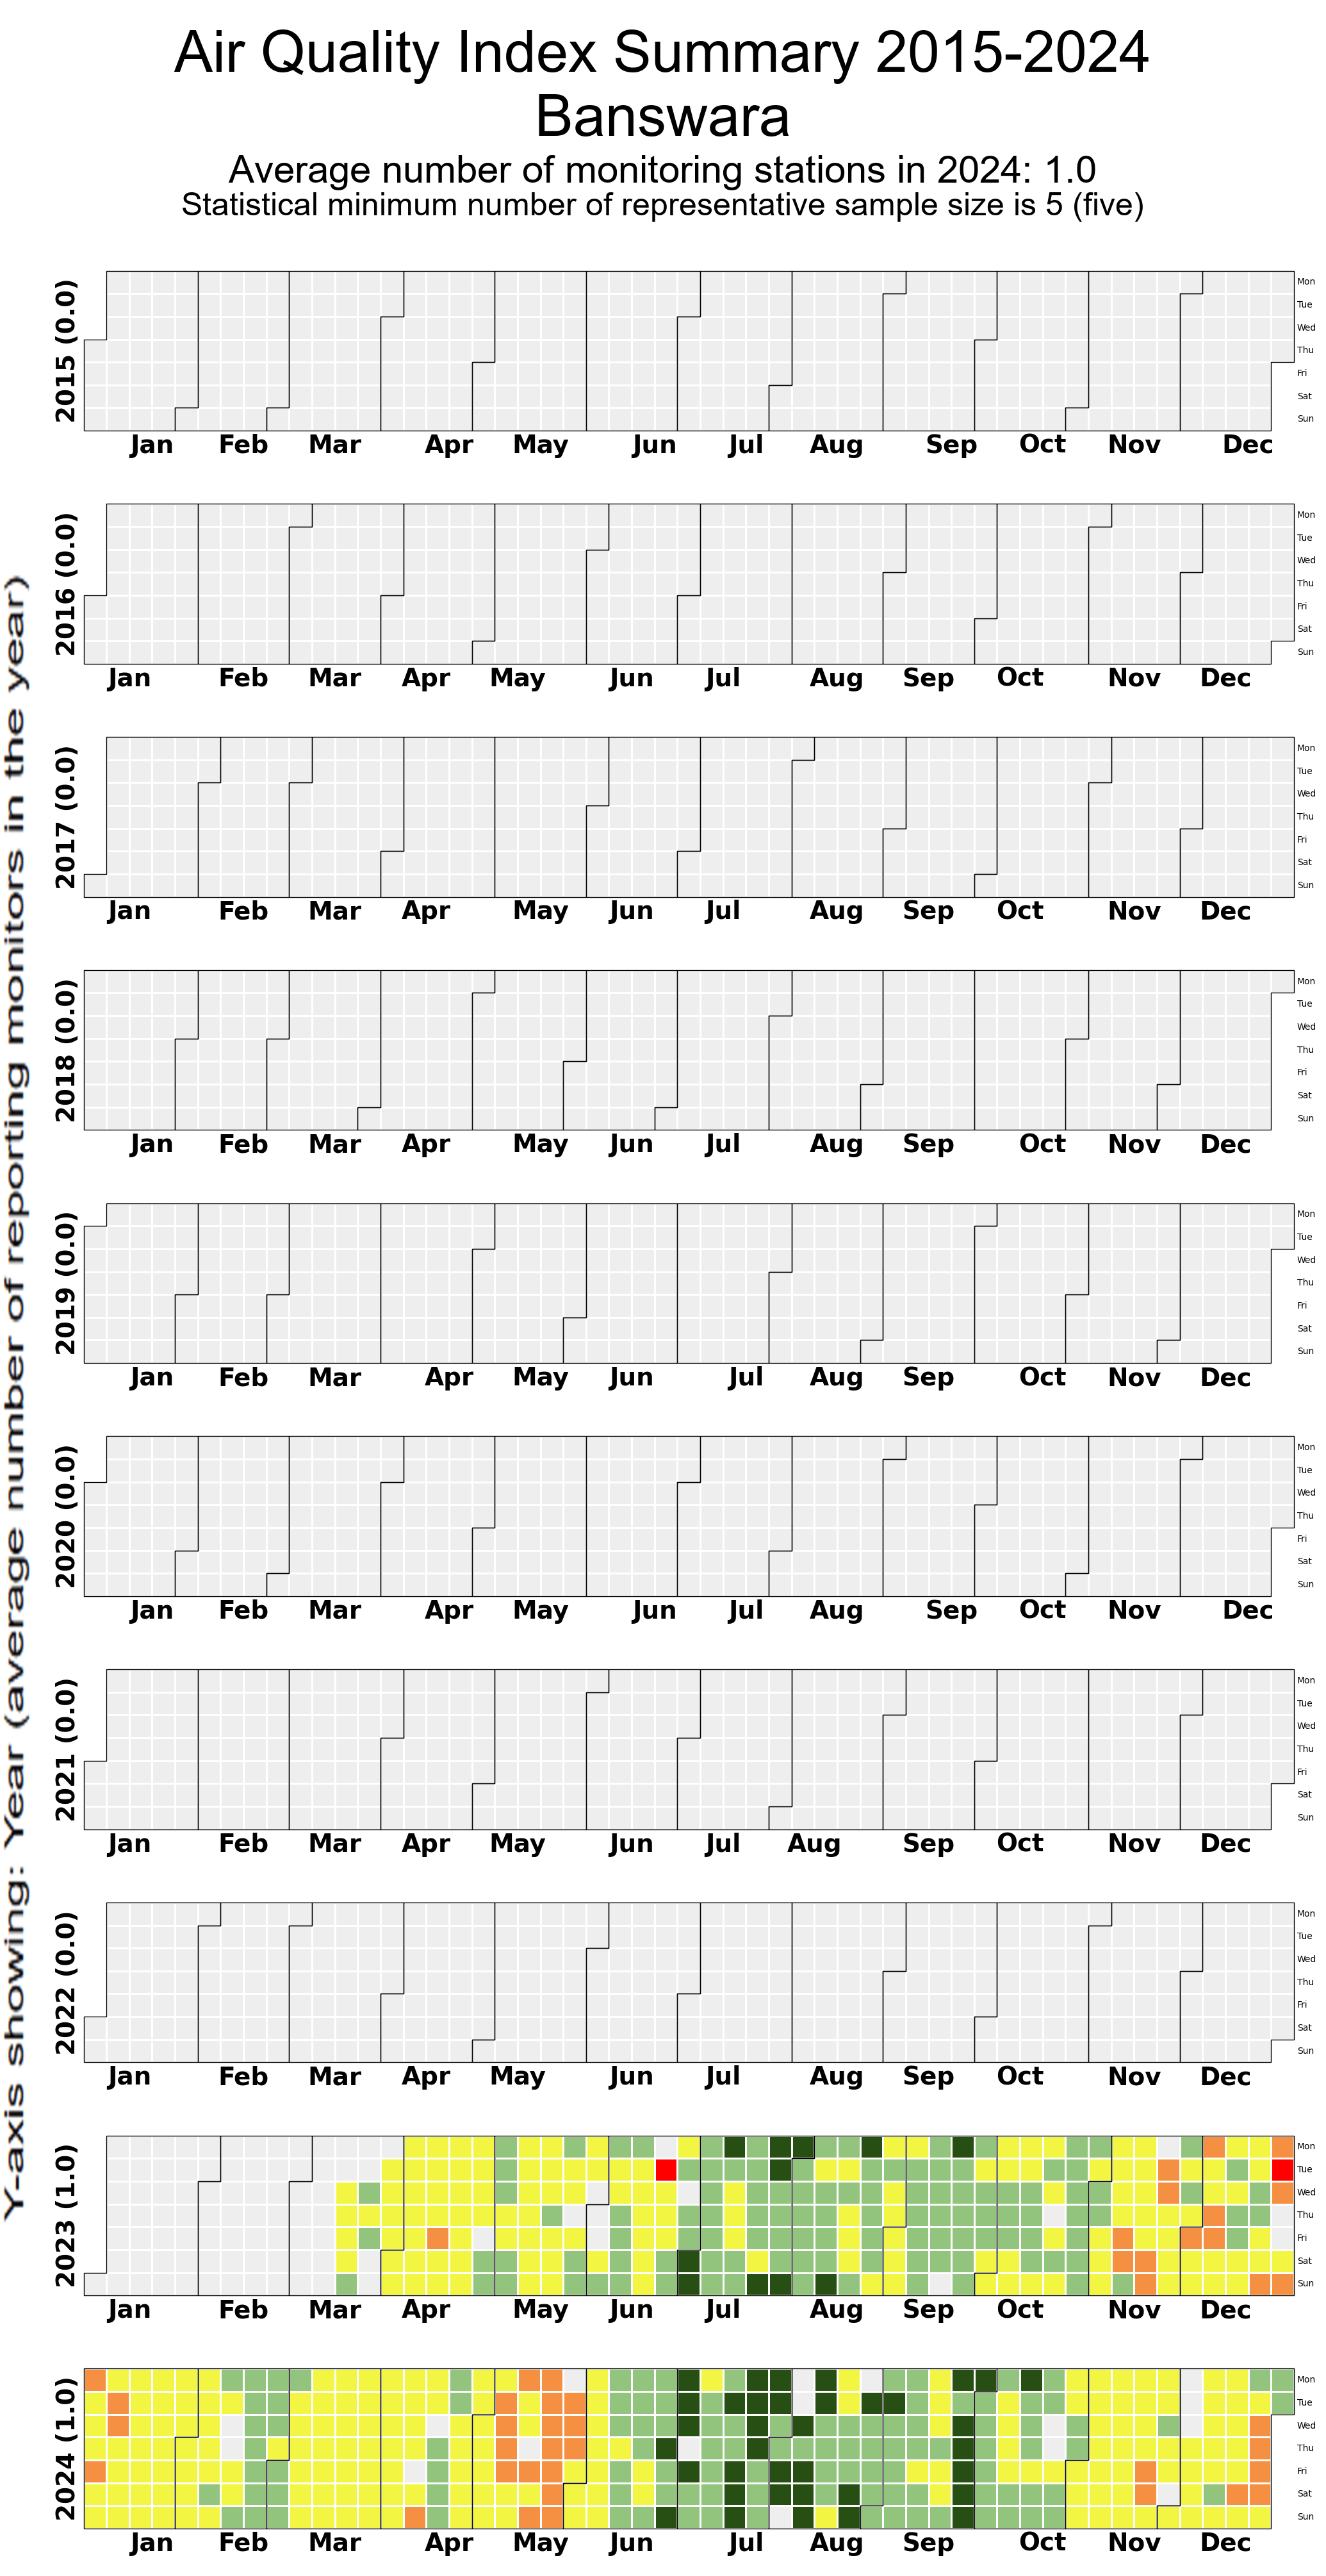 Air Quality Index Summary 2015-2024
Banswara
Average number of monitoring stations in 2024: 1.0
Statistical minimum number of representative sample size is 5 (five)
Y-axis showing: Year (average number of reporting monitors in the year)
2015 (0.0)
Mon
Tue
Wed
Thu
Fri
Sat
Sun
Jan Feb Mar Apr May Jun Jul Aug Sep Oct Nov Dec
2016 (0.0)
Mon
Tue
Wed
Thu
Fri
Sat
Sun
Jan Feb Mar Apr May Jun Jul Aug Sep Oct Nov Dec
2017 (0.0)
Mon
Tue
Wed
Thu
Fri
Sat
Sun
Jan Feb Mar Apr May Jun Jul Aug Sep Oct Nov Dec
2018 (0.0)
Mon
Tue
Wed
Thu
Fri
Sat
Sun
Jan Feb Mar Apr May Jun Jul Aug Sep Oct Nov Dec
2019 (0.0)
Mon
Tue
Wed
Thu
Fri
Sat
Sun
Jan Feb Mar Apr May Jun Jul Aug Sep Oct Nov Dec
2020 (0.0)
Mon
Tue
Wed
Thu
Fri
Sat
Sun
Jan Feb Mar Apr May Jun Jul Aug Sep Oct Nov Dec
2021 (0.0)
Mon
Tue
Wed
Thu
Fri
Sat
Sun
Jan Feb Mar Apr May Jun Jul Aug Sep Oct Nov Dec
2022 (0.0)
Mon
Tue
Wed
Thu
Fri
Sat
Sun
Jan Feb Mar Apr May Jun Jul Aug Sep Oct Nov Dec
2023 (1.0)
Mon
Tue
Wed
Thu
Fri
Sat
Sun
Jan Feb Mar Apr May Jun Jul Aug Sep Oct Nov Dec
2024 (1.0)
Mon
Tue
Wed
Thu
Fri
Sat
Sun
Jan Feb Mar Apr May Jun Jul Aug Sep Oct Nov Dec